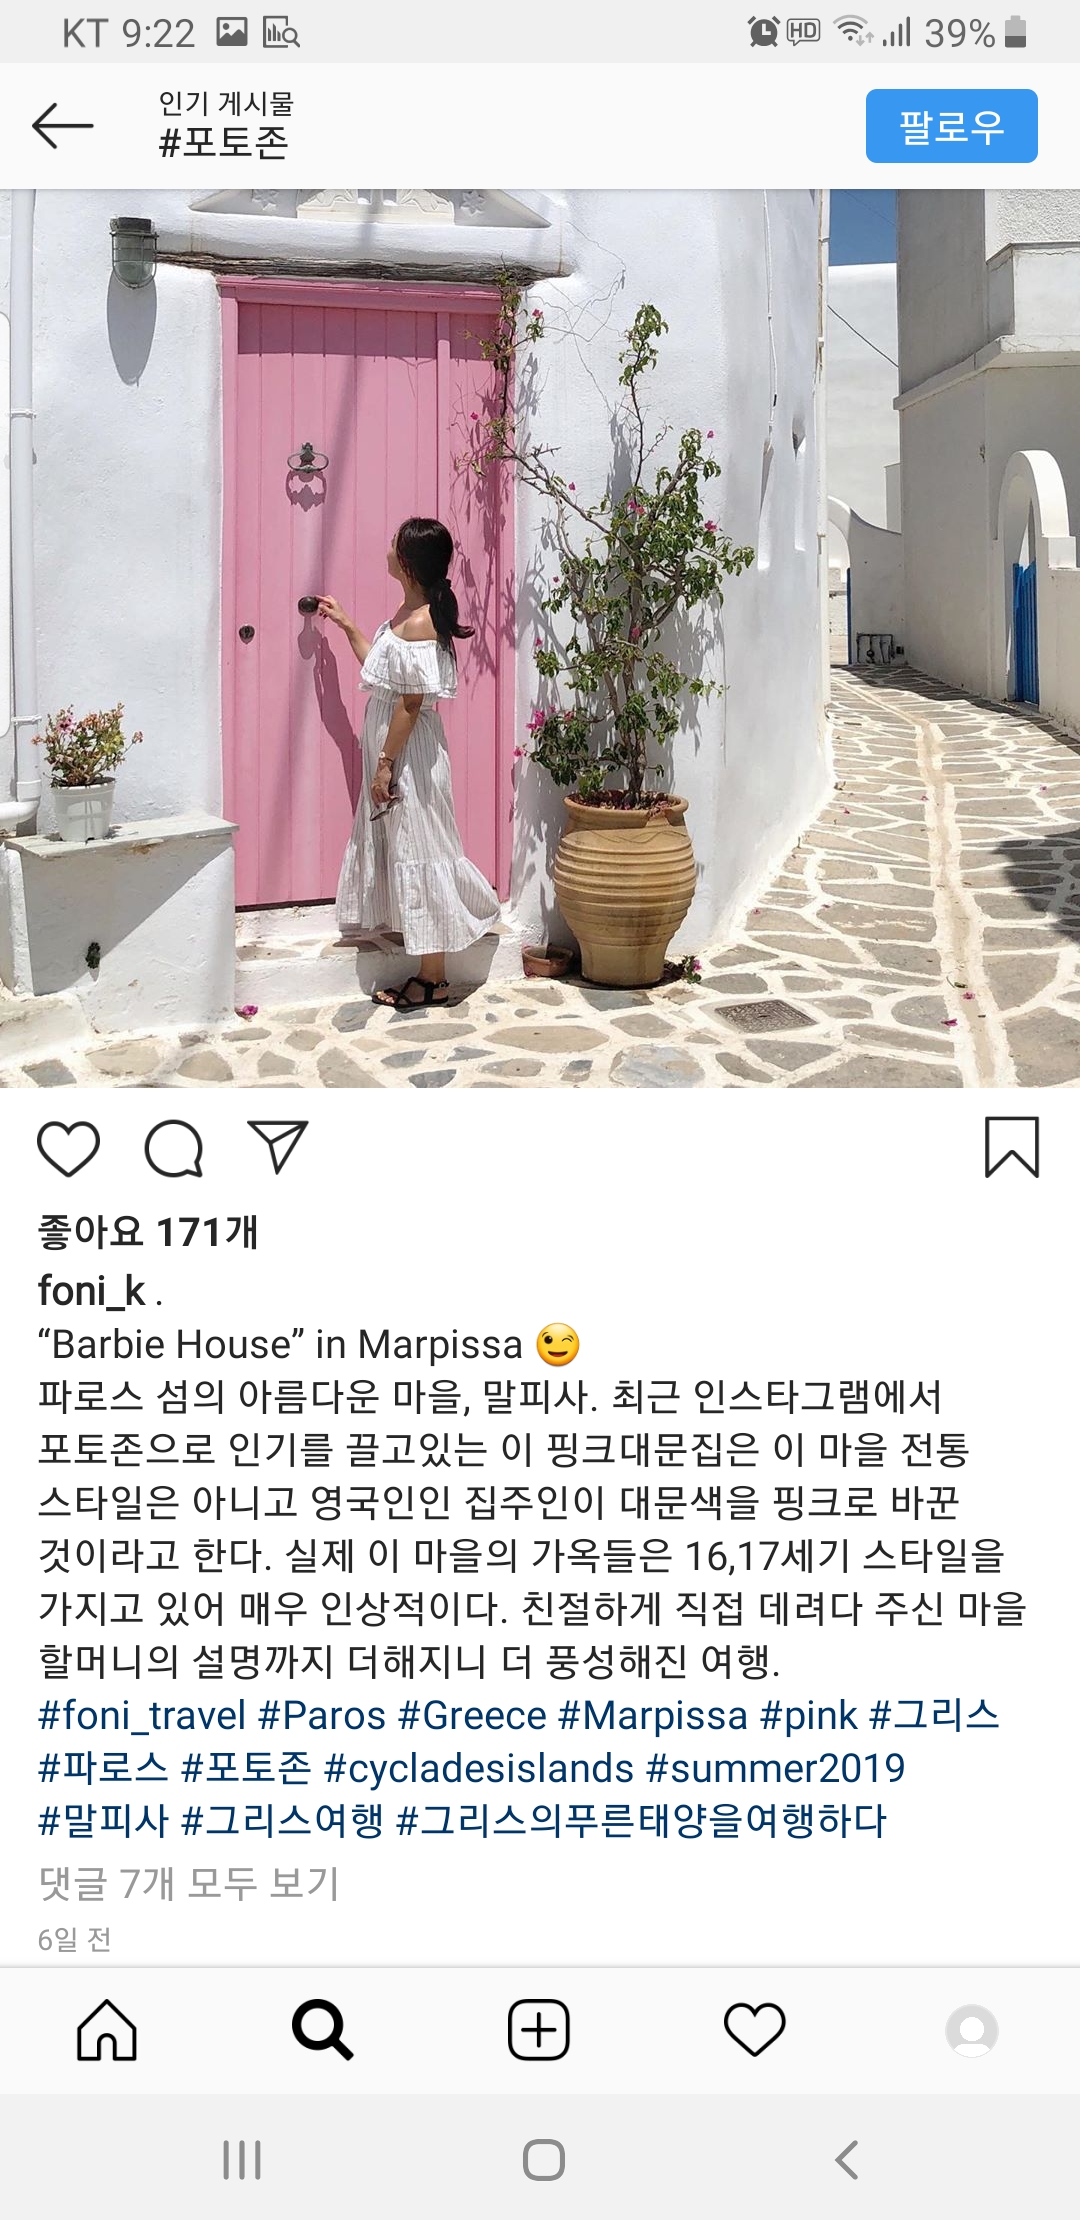 KT 9:22 HD 39%
인기 게시물
#포토존
팔로우
좋아요 171개
foni_k .
“Barbie House” in Marpissa 😉
파로스 섬의 아름다운 마을, 말피사. 최근 인스타그램에서
포토존으로 인기를 끌고있는 이 핑크대문집은 이 마을 전통
스타일은 아니고 영국인인 집주인이 대문색을 핑크로 바꾼
것이라고 한다. 실제 이 마을의 가옥들은 16,17세기 스타일을
가지고 있어 매우 인상적이다. 친절하게 직접 데려다 주신 마을
할머니의 설명까지 더해지니 더 풍성해진 여행.
#foni_travel #Paros #Greece #Marpissa #pink #그리스
#파로스 #포토존 #cycladesislands #summer2019
#말피사 #그리스여행 #그리스의푸른태양을여행하다
댓글 7개 모두 보기
6일 전